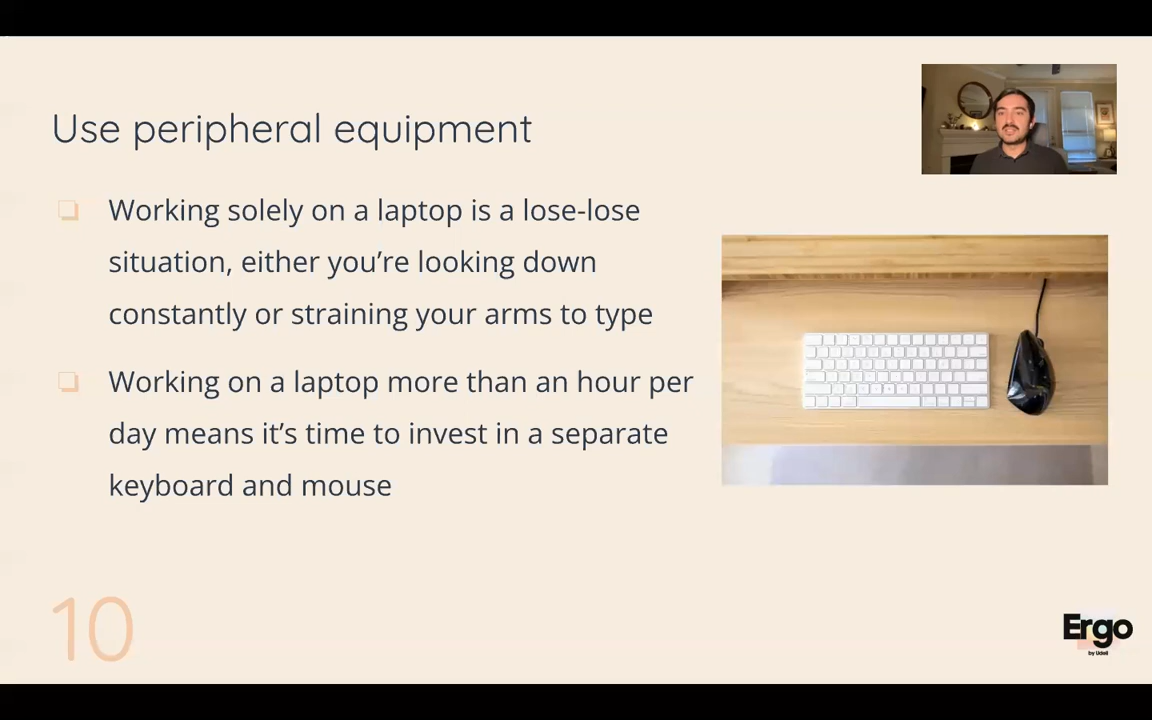 Use peripheral equipment
Working solely on a laptop is a lose-lose
situation, either you’re looking down
constantly or straining your arms to type
Working on a laptop more than an hour per
day means it’s time to invest in a separate
keyboard and mouse
10
Ergo
by Udell